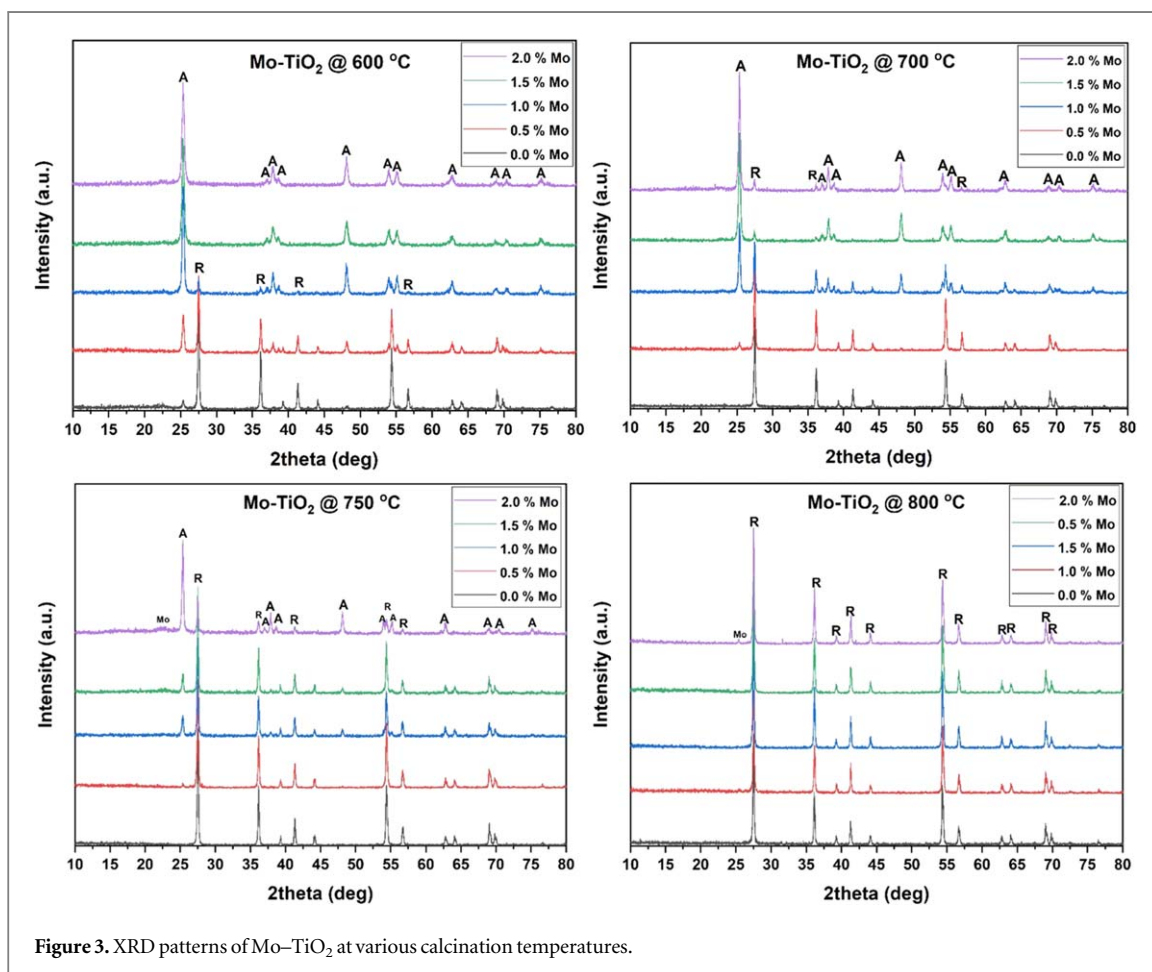 Mo-TiO₂ @ 600 °C
2.0 % Mo
1.5 % Mo
1.0 % Mo
0.5 % Mo
0.0 % Mo
A
A
A
A
A
A
A
A
A
A
A
R
R
R
R
Intensity (a.u.)
10 15 20 25 30 35 40 45 50 55 60 65 70 75 80
2theta (deg)
Mo-TiO₂ @ 700 °C
2.0 % Mo
1.5 % Mo
1.0 % Mo
0.5 % Mo
0.0 % Mo
A
R
R
A
A
A
A
A
A
R
A
A
A
A
Intensity (a.u.)
10 15 20 25 30 35 40 45 50 55 60 65 70 75 80
2theta (deg)
Mo-TiO₂ @ 750 °C
2.0 % Mo
1.5 % Mo
1.0 % Mo
0.5 % Mo
0.0 % Mo
Mo
A
R
R
A
A
A
R
A
A
R
A
R
A
A
A
A
Intensity (a.u.)
10 15 20 25 30 35 40 45 50 55 60 65 70 75 80
2theta (deg)
Mo-TiO₂ @ 800 °C
2.0 % Mo
0.5 % Mo
1.5 % Mo
1.0 % Mo
0.0 % Mo
Mo
R
R
R
R
R
R
R
R
R
R
R
Intensity (a.u.)
10 15 20 25 30 35 40 45 50 55 60 65 70 75 80
2theta (deg)
Figure 3. XRD patterns of Mo–TiO₂ at various calcination temperatures.